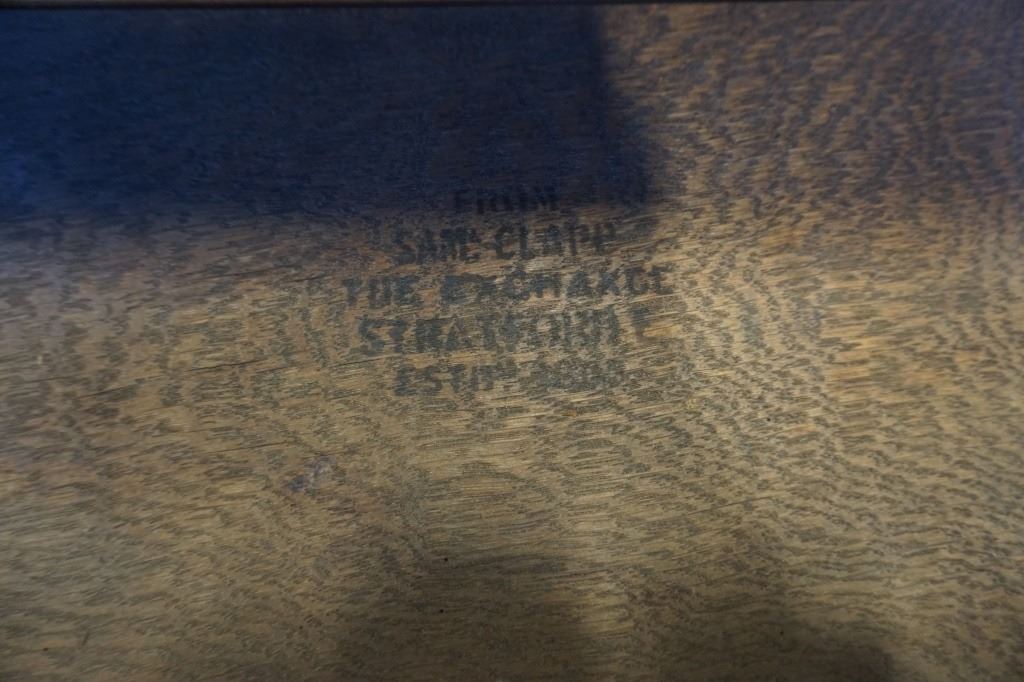 FROM
SAML CLAPP
THE EXCHANGE
STRATFORD E
ESTD